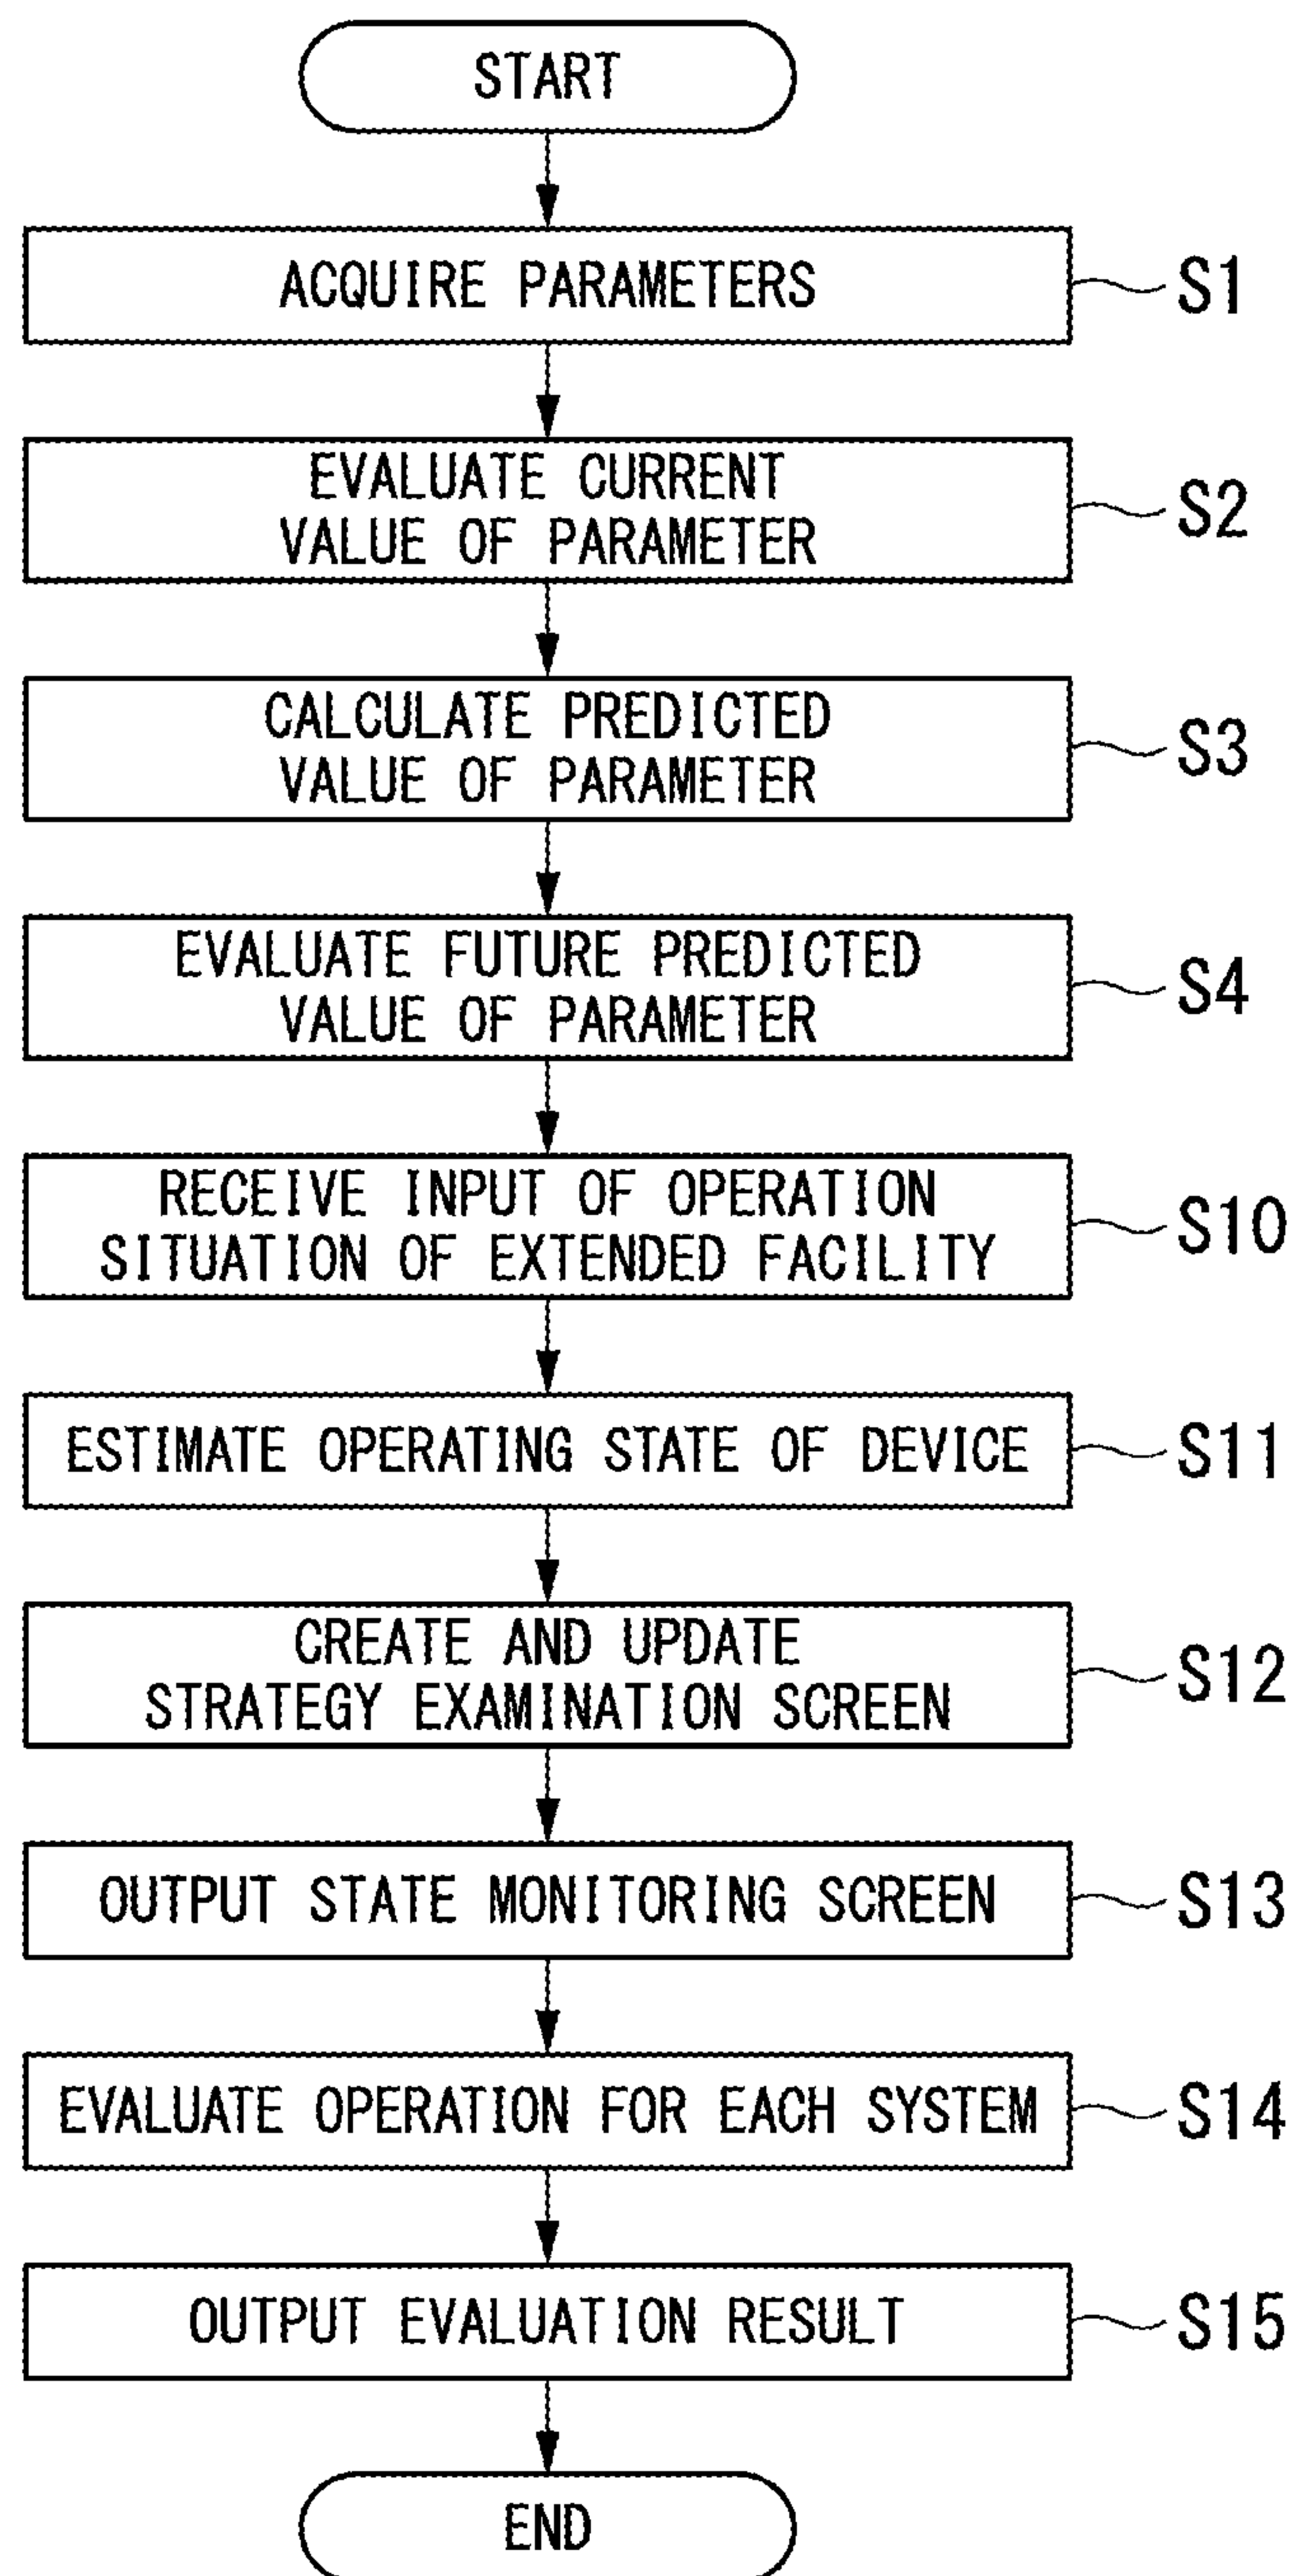 START
ACQUIRE PARAMETERS
S1
EVALUATE CURRENT
VALUE OF PARAMETER
S2
CALCULATE PREDICTED
VALUE OF PARAMETER
S3
EVALUATE FUTURE PREDICTED
VALUE OF PARAMETER
S4
RECEIVE INPUT OF OPERATION
SITUATION OF EXTENDED FACILITY
S10
ESTIMATE OPERATING STATE OF DEVICE
S11
CREATE AND UPDATE
STRATEGY EXAMINATION SCREEN
S12
OUTPUT STATE MONITORING SCREEN
S13
EVALUATE OPERATION FOR EACH SYSTEM
S14
OUTPUT EVALUATION RESULT
S15
END